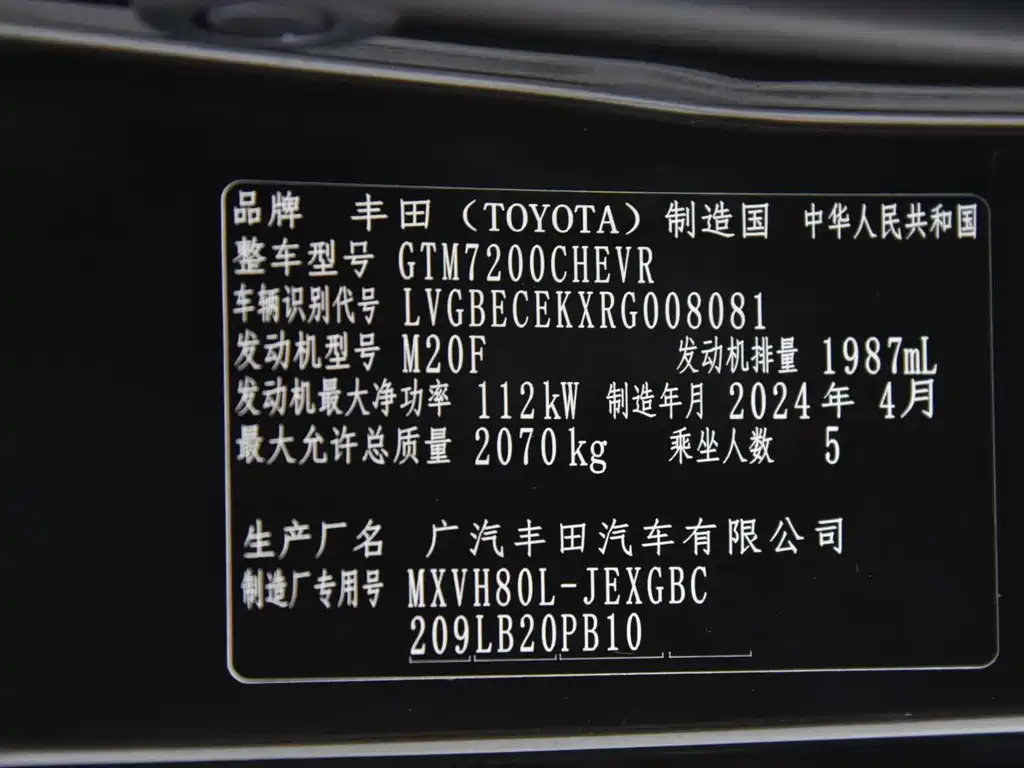 品牌 丰田（TOYOTA）制造国 中华人民共和国
整车型号 GTM7200CHEVR
车辆识别代号 LVGBECEKXRG008081
发动机型号 M20F 发动机排量 1987mL
发动机最大净功率 112kW 制造年月 2024年 4月
最大允许总质量 2070kg 乘坐人数 5
生产厂名 广汽丰田汽车有限公司
制造厂专用号 MXVH80L-JEXGBC
209LB20PB10